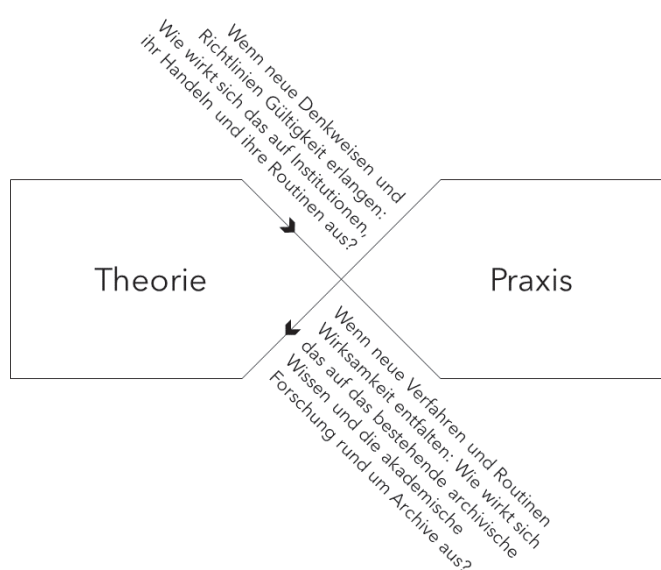 Wenn neue Denkweisen und
Richtlinien Gültigkeit erlangen:
Wie wirkt sich das auf Institutionen,
ihr Handeln und ihre Routinen aus?
Theorie
Praxis
Wenn neue Verfahren und Routinen
Wirksamkeit entfalten: Wie wirkt sich
das auf das bestehende archivische
Wissen und die akademische
Forschung rund um Archive aus?